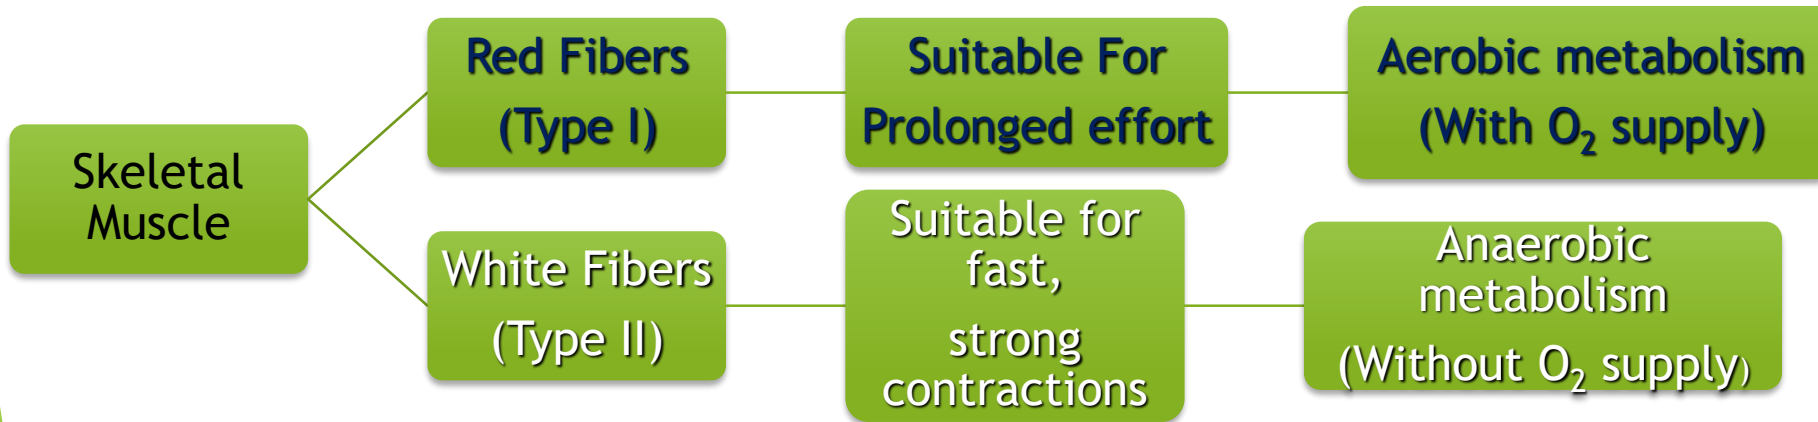 Skeletal
Muscle
Red Fibers
(Type I)
Suitable For
Prolonged effort
Aerobic metabolism
(With O₂ supply)
White Fibers
(Type II)
Suitable for
fast,
strong
contractions
Anaerobic
metabolism
(Without O₂ supply)